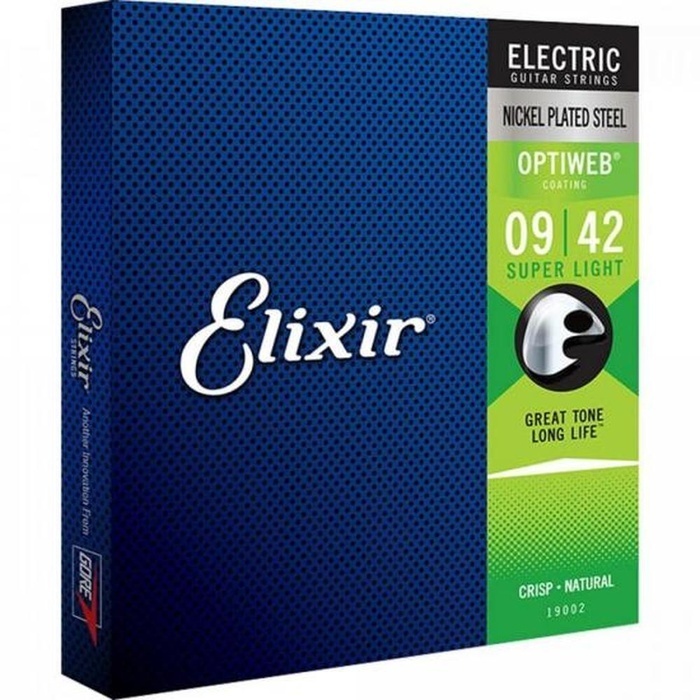 Elixir®
STRINGS
Another Innovation From
GORE
Elixir®
ELECTRIC
GUITAR STRINGS
NICKEL PLATED STEEL
OPTIWEB®
COATING
09|42
SUPER LIGHT
e
GREAT TONE
LONG LIFE™
CRISP • NATURAL
19002